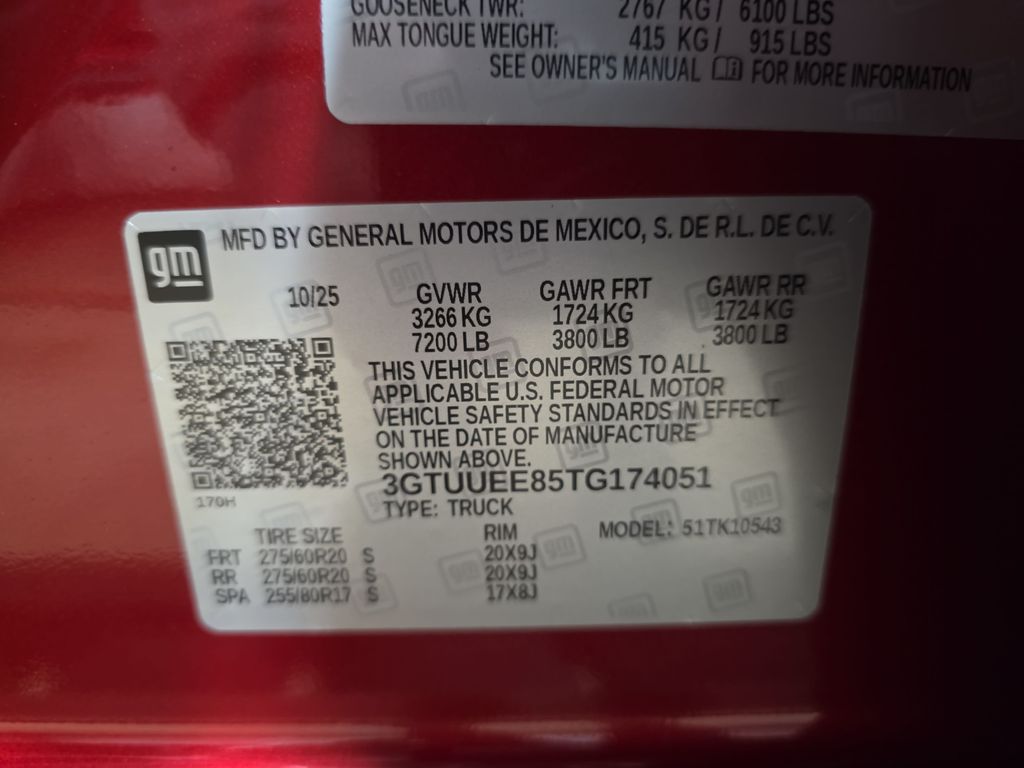 GOOSENECK TWR: 2767 KG / 6100 LBS
MAX TONGUE WEIGHT: 415 KG / 915 LBS
SEE OWNER'S MANUAL FOR MORE INFORMATION
gm MFD BY GENERAL MOTORS DE MEXICO, S. DE R.L. DE C.V.
10/25 GVWR GAWR FRT GAWR RR
3266 KG 1724 KG 1724 KG
7200 LB 3800 LB 3800 LB
THIS VEHICLE CONFORMS TO ALL
APPLICABLE U.S. FEDERAL MOTOR
VEHICLE SAFETY STANDARDS IN EFFECT
ON THE DATE OF MANUFACTURE
SHOWN ABOVE.
3GTUUEE85TG174051
170H
TYPE: TRUCK
TIRE SIZE RIM MODEL: 51TK10543
FRT 275/60R20 S 20X9J
RR 275/60R20 S 20X9J
SPA 255/80R17 S 17X8J